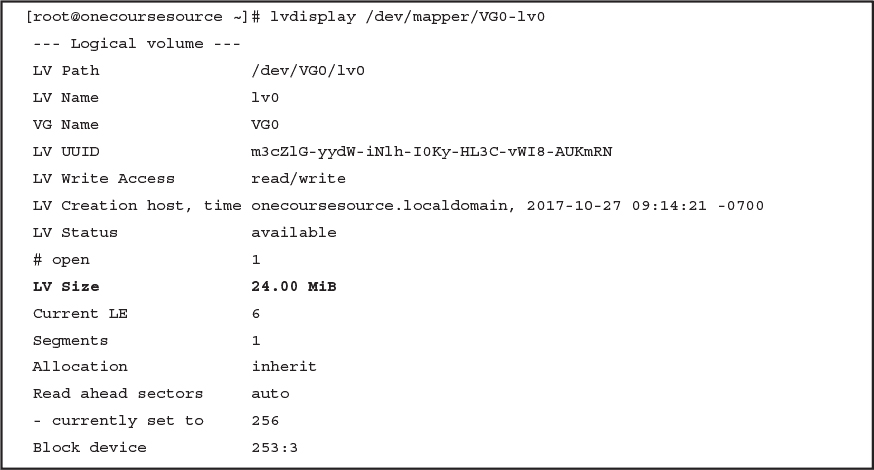 [root@onecoursesource ~]# lvdisplay /dev/mapper/VG0-lv0
--- Logical volume ---
LV Path /dev/VG0/lv0
LV Name lv0
VG Name VG0
LV UUID m3cZlG-yydW-iNlh-I0Ky-HL3C-vWI8-AUKmRN
LV Write Access read/write
LV Creation host, time onecoursesource.localdomain, 2017-10-27 09:14:21 -0700
LV Status available
# open 1
LV Size 24.00 MiB
Current LE 6
Segments 1
Allocation inherit
Read ahead sectors auto
- currently set to 256
Block device 253:3